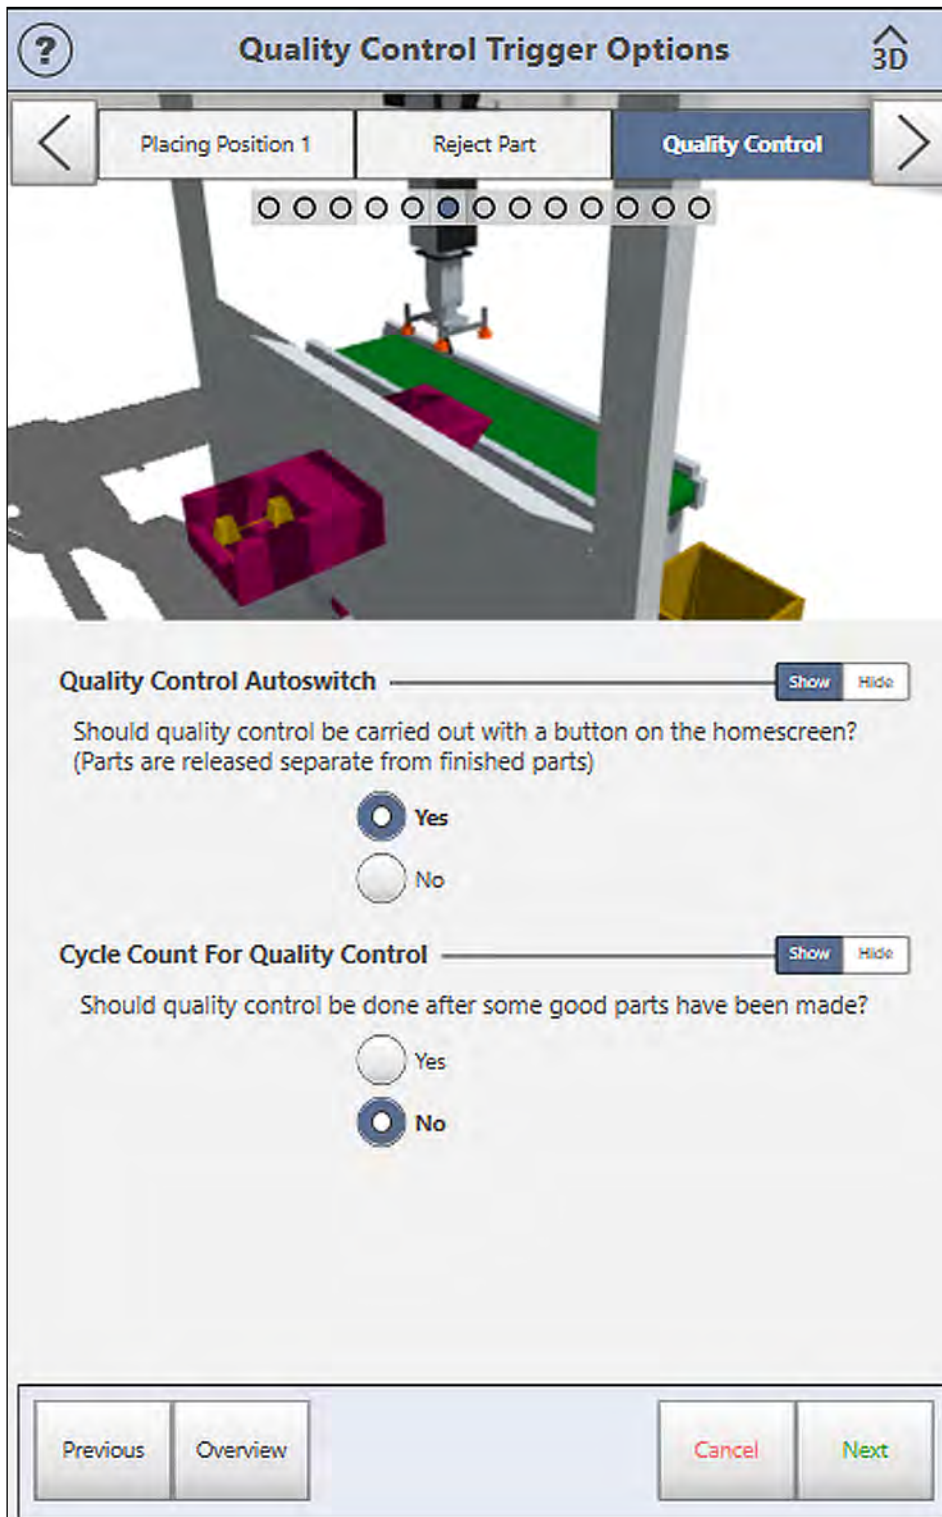 ?
Quality Control Trigger Options
3D
Placing Position 1
Reject Part
Quality Control
Quality Control Autoswitch
Show
Hide
Should quality control be carried out with a button on the homescreen?
(Parts are released separate from finished parts)
Yes
No
Cycle Count For Quality Control
Show
Hide
Should quality control be done after some good parts have been made?
Yes
No
Previous
Overview
Cancel
Next